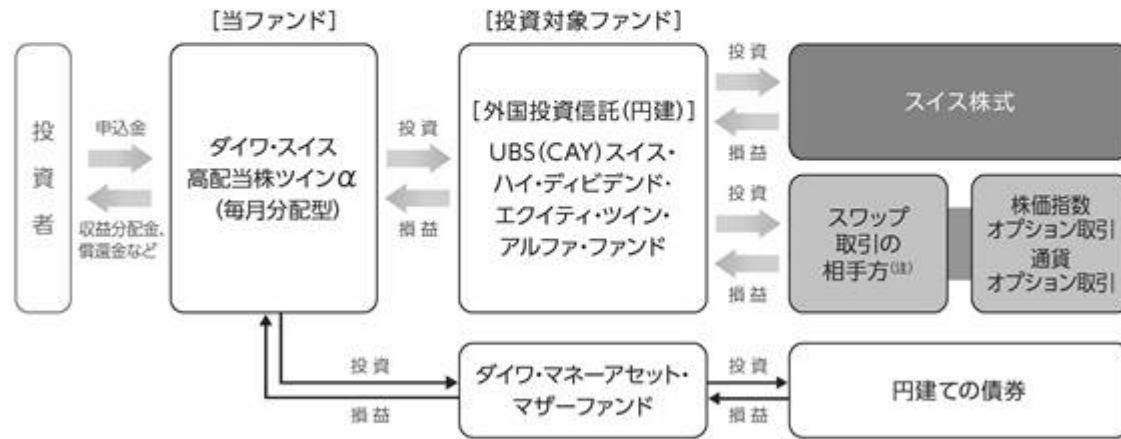 [当ファンド]
[投資対象ファンド]
投資者
申込金
収益分配金、
償還金など
ダイワ・スイス
高配当株ツインα
(毎月分配型)
投資
損益
[外国投資信託(円建)]
UBS(CAY)スイス・
ハイ・ディビデンド・
エクイティ・ツイン・
アルファ・ファンド
投資
損益
スイス株式
投資
損益
スワップ
取引の
相手方(注)
株価指数
オプション取引
通貨
オプション取引
投資
損益
ダイワ・マネーアセット・
マザーファンド
投資
損益
円建ての債券